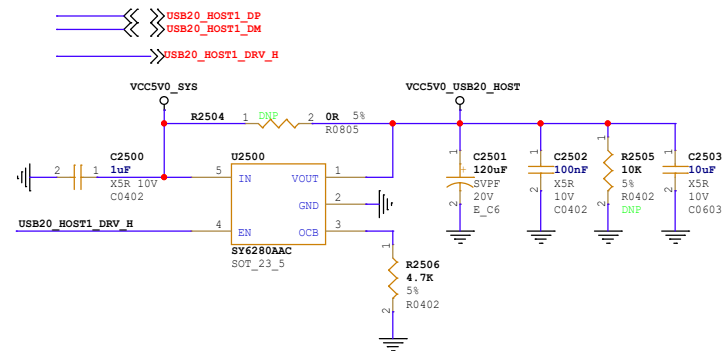 USB20_HOST1_DP
USB20_HOST1_DM
USB20_HOST1_DRV_H
VCC5V0_SYS
VCC5V0_USB20_HOST
R2504 1 DNP 2 0R 5%
R0805
C2500
2 1 1uF
X5R 10V
C0402
U2500
5 IN VOUT 1
GND 2
4 EN OCB 3
USB20_HOST1_DRV_H
SY6280AAC
SOT_23_5
1
R2506
4.7K
5%
2 R0402
1 C2501
+ 120uF
SVPF
20V
2 E_C6
1 C2502
100nF
X5R
10V
2 C0402
1 R2505
10K
5%
R0402
2 DNP
1 C2503
10uF
X5R
10V
2 C0603